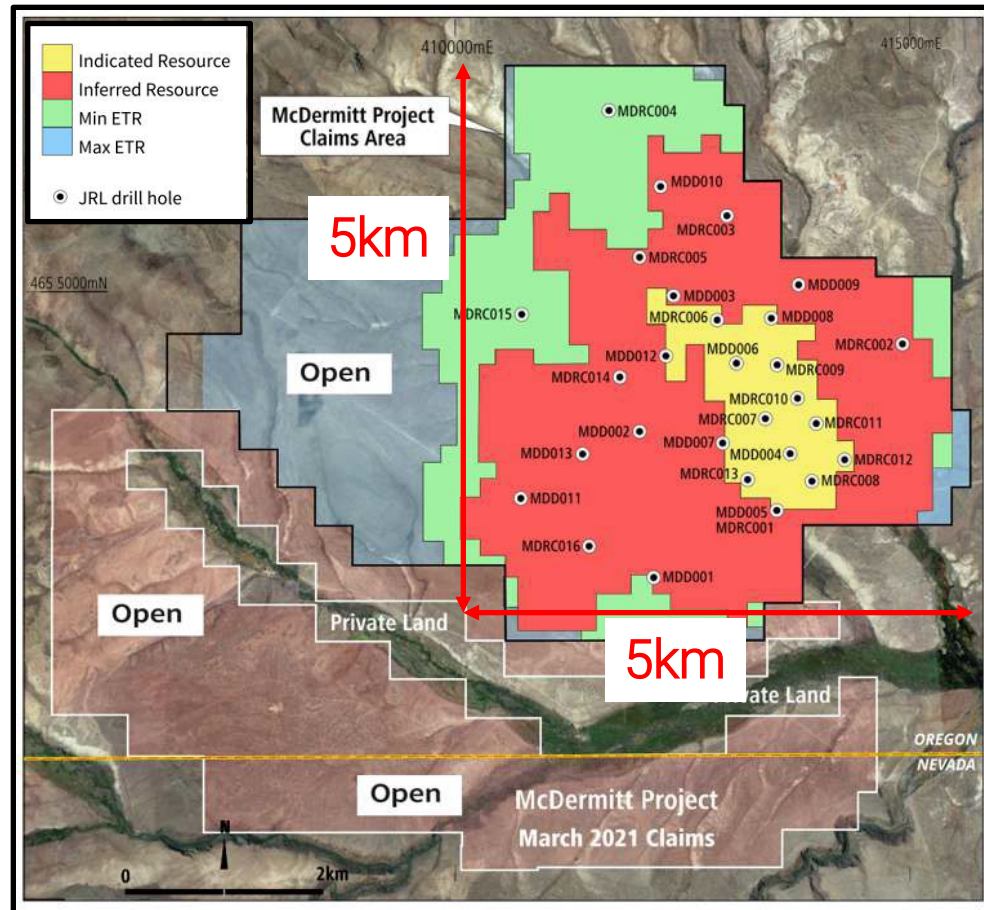 Indicated Resource
Inferred Resource
Min ETR
Max ETR
JRL drill hole
410000mE
415000mE
McDermitt Project
Claims Area
MDRC004
MDD010
MDRC003
5km
MDRC005
465 5000mN
MDD009
MDD003
MDRC015
MDRC006
MDD008
MDRC002
MDD012
MDD006
Open
MDRC014
MDRC009
MDRC010
MDRC007
MDRC011
MDD002
MDD007
MDD013
MDD004
MDRC012
MDRC013
MDRC008
MDD011
MDD005
MDRC001
MDRC016
MDD001
Open
Private Land
5km
Private Land
OREGON
NEVADA
Open
McDermitt Project
March 2021 Claims
N
0 2km